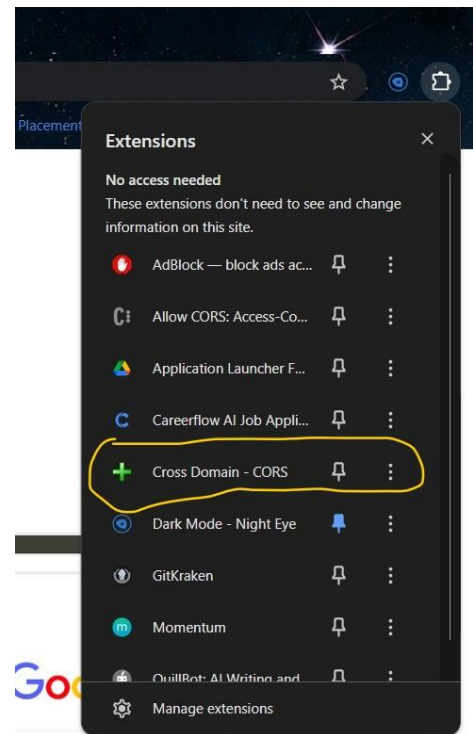 Placement
Extensions
No access needed
These extensions don't need to see and change
information on this site.
AdBlock — block ads ac...
Allow CORS: Access-Co...
Application Launcher F...
Careerflow AI Job Appli...
Cross Domain - CORS
Dark Mode - Night Eye
GitKraken
Momentum
QuillBot: AI Writing and
Goo
Manage extensions